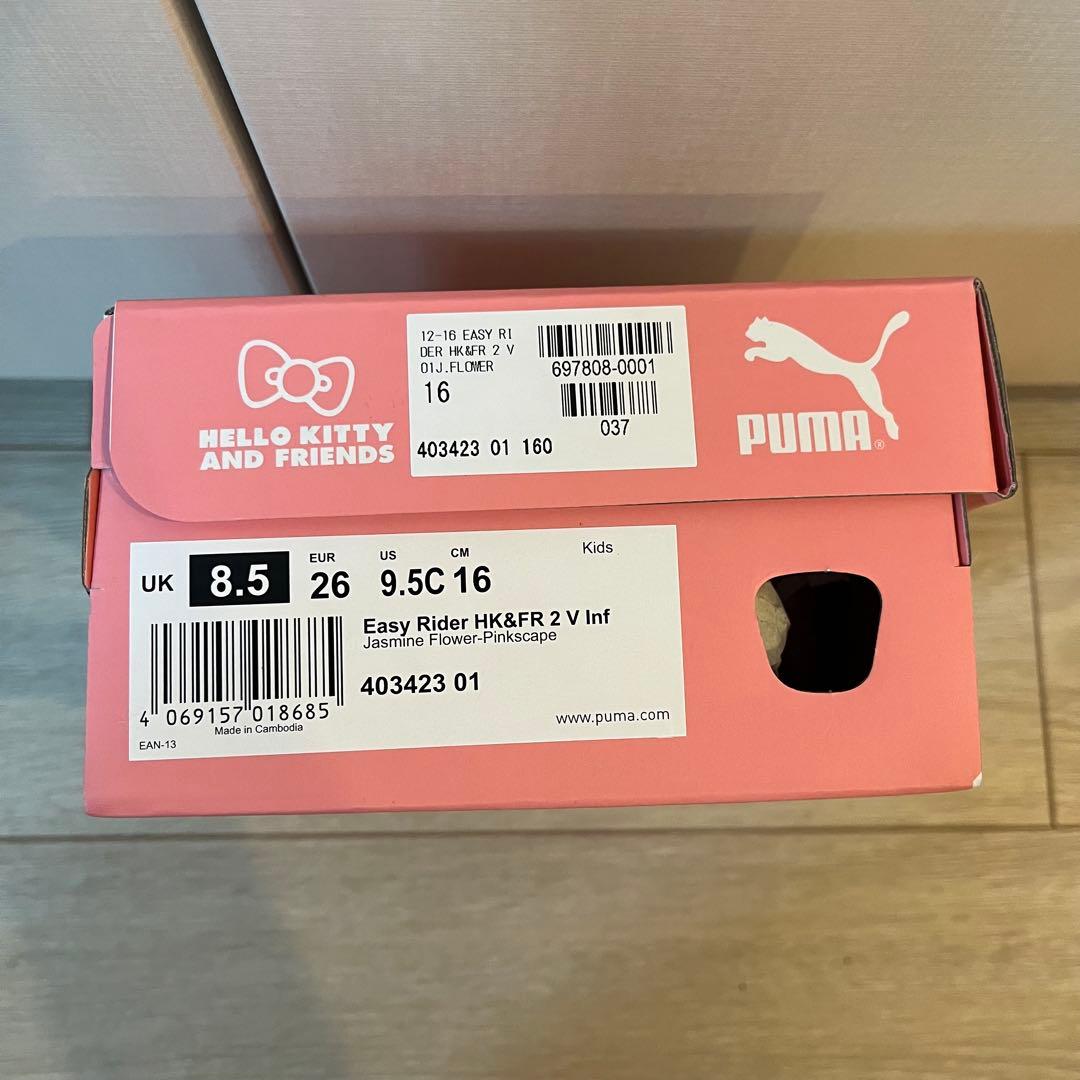 HELLO KITTY
AND FRIENDS
12-16 EASY RI
DER HK&FR 2 V
01J.FLOWER
16
697808-0001
037
403423 01 160
PUMA®
UK 8.5
EUR 26
US 9.5C
CM 16
Kids
Easy Rider HK&FR 2 V Inf
Jasmine Flower-Pinkscape
403423 01
4 069157 018685
Made in Cambodia
EAN-13
www.puma.com